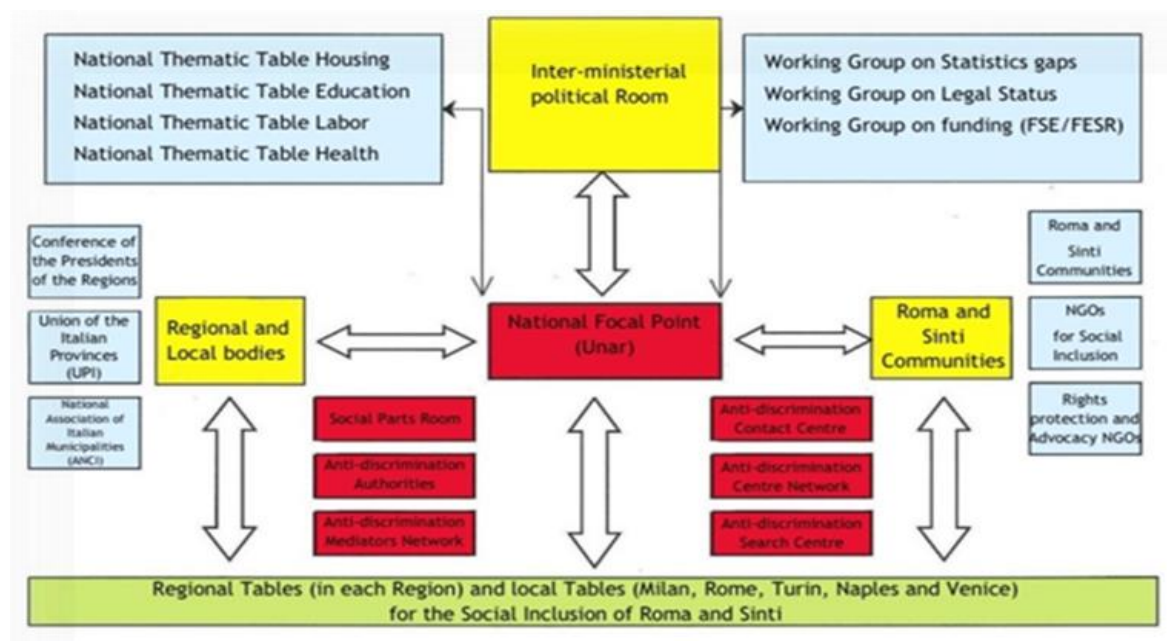 National Thematic Table Housing
National Thematic Table Education
National Thematic Table Labor
National Thematic Table Health
Inter-ministerial
political Room
Working Group on Statistics gaps
Working Group on Legal Status
Working Group on funding (FSE/FESR)
Conference of
the Presidents
of the Regions
Union of the
Italian
Provinces
(UPI)
National
Association of
Italian
Municipalities
(ANCI)
Regional and
Local bodies
National Focal Point
(Unar)
Roma and
Sinti
Communities
Roma and
Sinti
Communities
NGOs
for Social
Inclusion
Rights
protection and
Advocacy NGOs
Social Parts Room
Anti-discrimination
Authorities
Anti-discrimination
Mediators Network
Anti-discrimination
Contact Centre
Anti-discrimination
Centre Network
Anti-discrimination
Search Centre
Regional Tables (in each Region) and local Tables (Milan, Rome, Turin, Naples and Venice)
for the Social Inclusion of Roma and Sinti